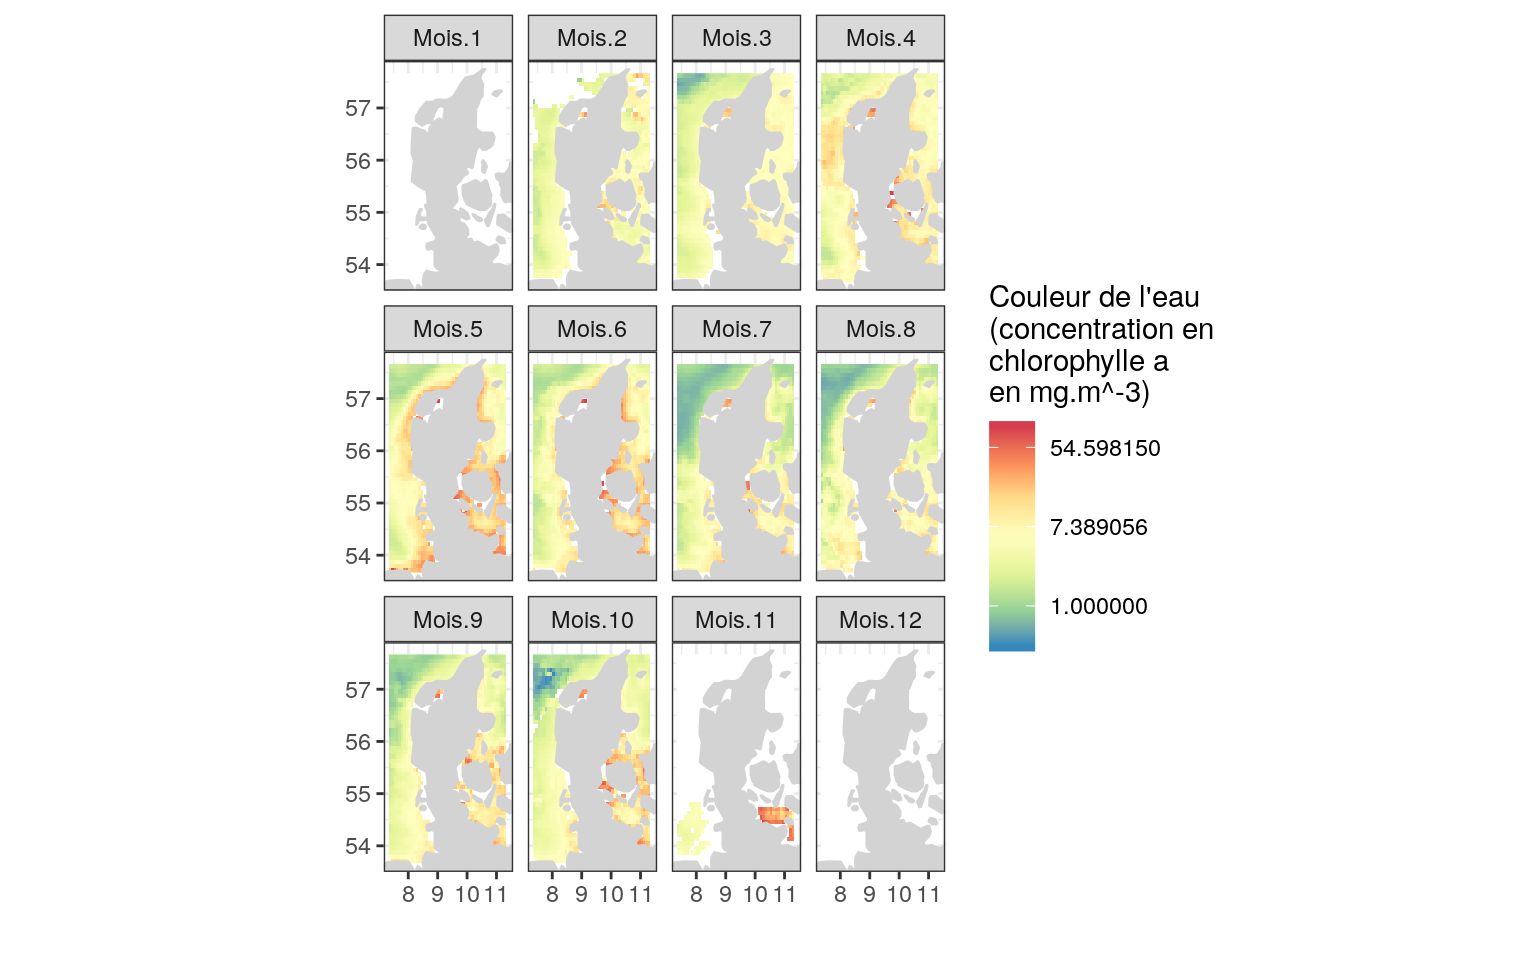 Mois.1 Mois.2 Mois.3 Mois.4
57
56
55
54
Mois.5 Mois.6 Mois.7 Mois.8
57
56
55
54
Mois.9 Mois.10 Mois.11 Mois.12
57
56
55
54
8 9 10 11 8 9 10 11 8 9 10 11 8 9 10 11
Couleur de l'eau
(concentration en
chlorophylle a
en mg.m^-3)
54.598150
7.389056
1.000000